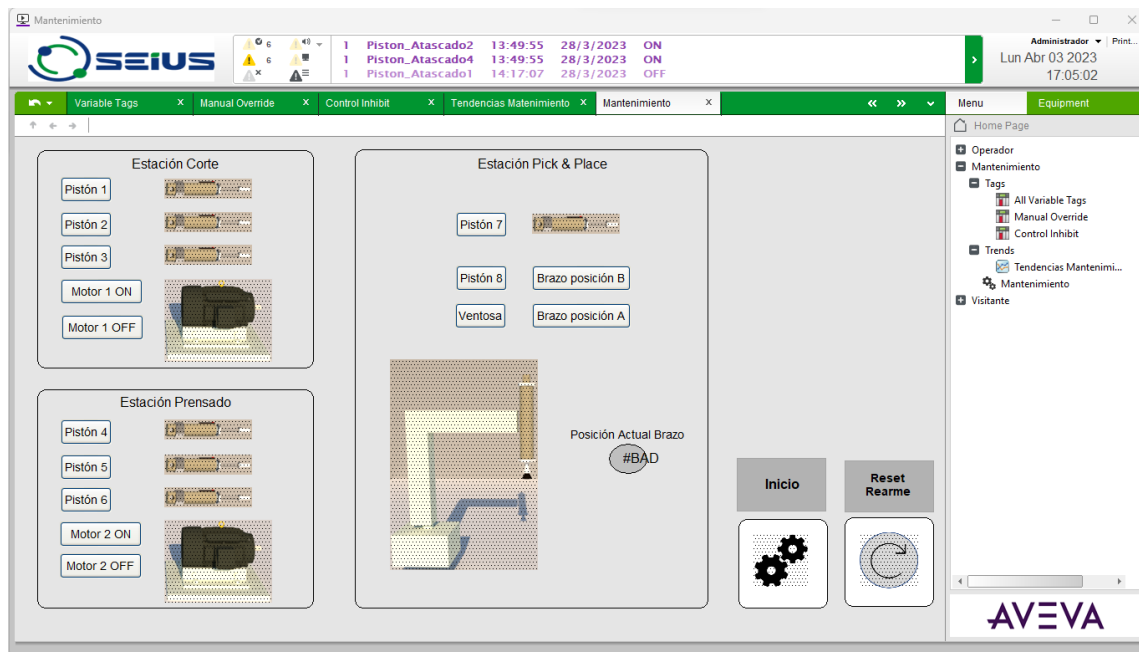 Mantenimiento
SEIUS
6
6
1 Piston_Atascado2 13:49:55 28/3/2023 ON
1 Piston_Atascado4 13:49:55 28/3/2023 ON
1 Piston_Atascado1 14:17:07 28/3/2023 OFF
Administrador Print...
Lun Abr 03 2023
17:05:02
Variable Tags X Manual Override X Control Inhibit X Tendencias Matenimiento X Mantenimiento X
Menu Equipment
Home Page
Operador
Mantenimiento
Tags
All Variable Tags
Manual Override
Control Inhibit
Trends
Tendencias Mantenimi...
Mantenimiento
Visitante
Estación Corte
Pistón 1
Pistón 2
Pistón 3
Motor 1 ON
Motor 1 OFF
Estación Prensado
Pistón 4
Pistón 5
Pistón 6
Motor 2 ON
Motor 2 OFF
Estación Pick & Place
Pistón 7
Pistón 8 Brazo posición B
Ventosa Brazo posición A
Posición Actual Brazo
#BAD
Inicio
Reset
Rearme
AVEVA